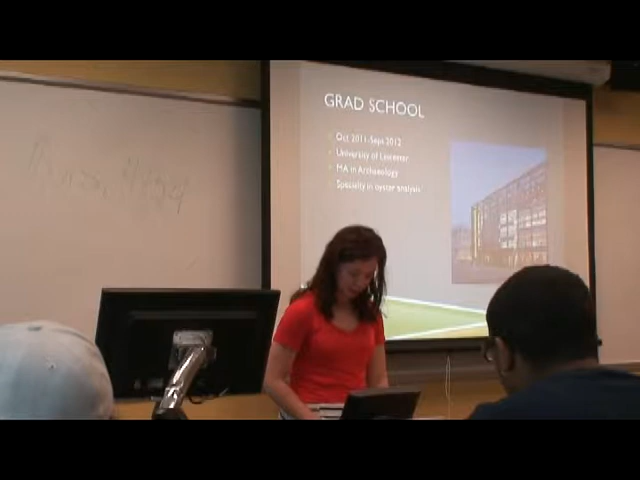 GRAD SCHOOL
Oct 2011-Sept 2012
University of Leicester
MA in Archaeology
Specialty in oyster analysis